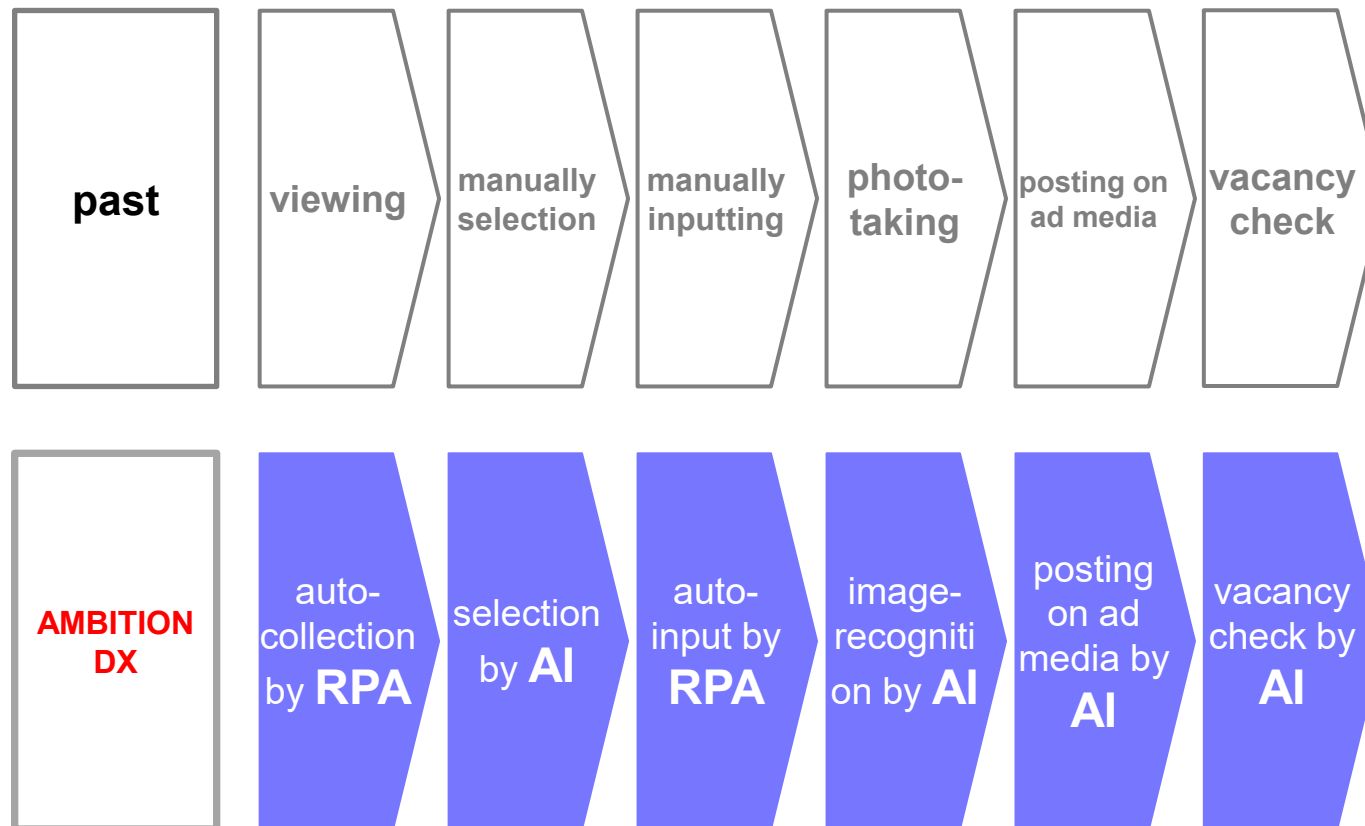 past
viewing
manually
selection
manually
inputting
photo-
taking
posting on
ad media
vacancy
check
AMBITION
DX
auto-
collection
by RPA
selection
by AI
auto-
input by
RPA
image-
recogniti
on by AI
posting
on ad
media by
AI
vacancy
check by
AI